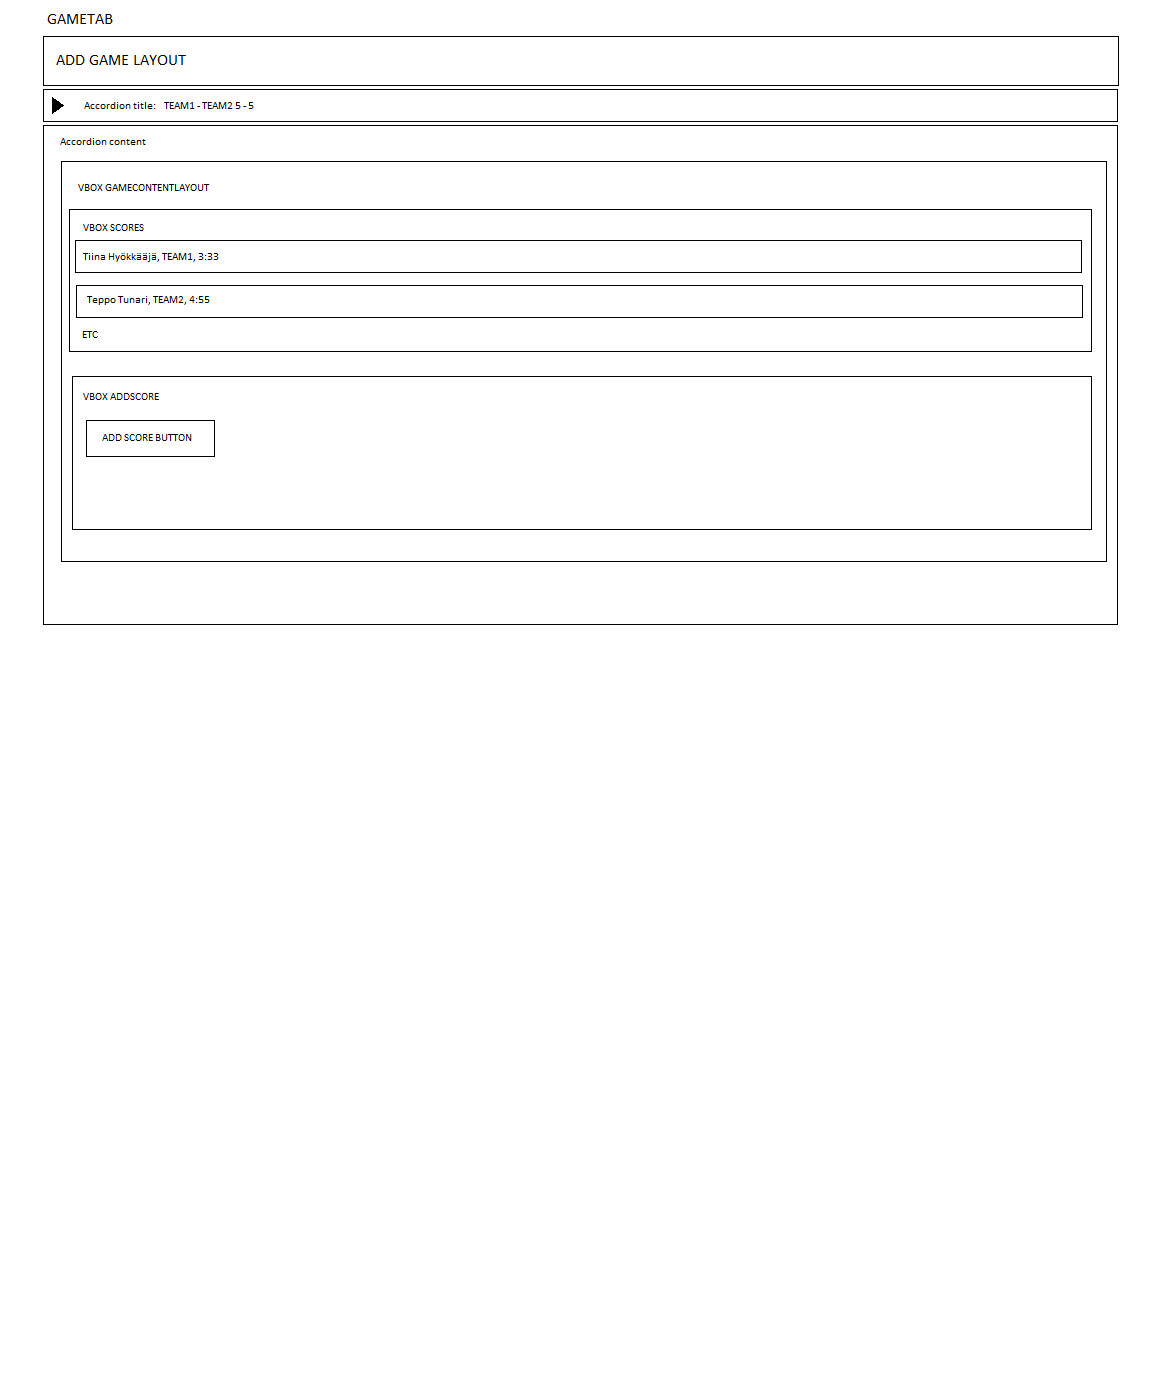 GAMETAB
ADD GAME LAYOUT
Accordion title: TEAM1 - TEAM2 5 - 5
Accordion content
VBOX GAMECONTENTLAYOUT
VBOX SCORES
Tiina Hyökkääjä, TEAM1, 3:33
Teppo Tunari, TEAM2, 4:55
ETC
VBOX ADDSCORE
ADD SCORE BUTTON